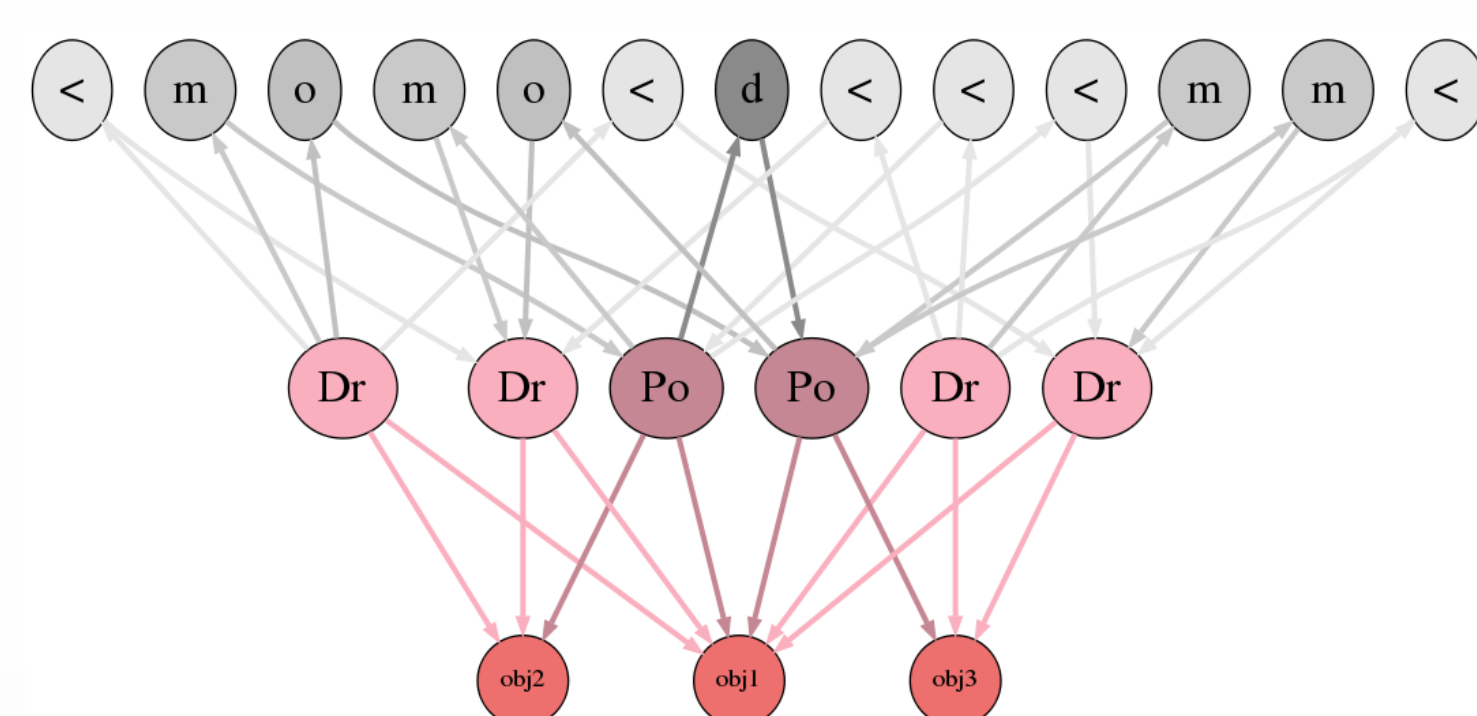 < m o m o < d < < < m m <
Dr Dr Po Po Dr Dr
obj2 obj1 obj3